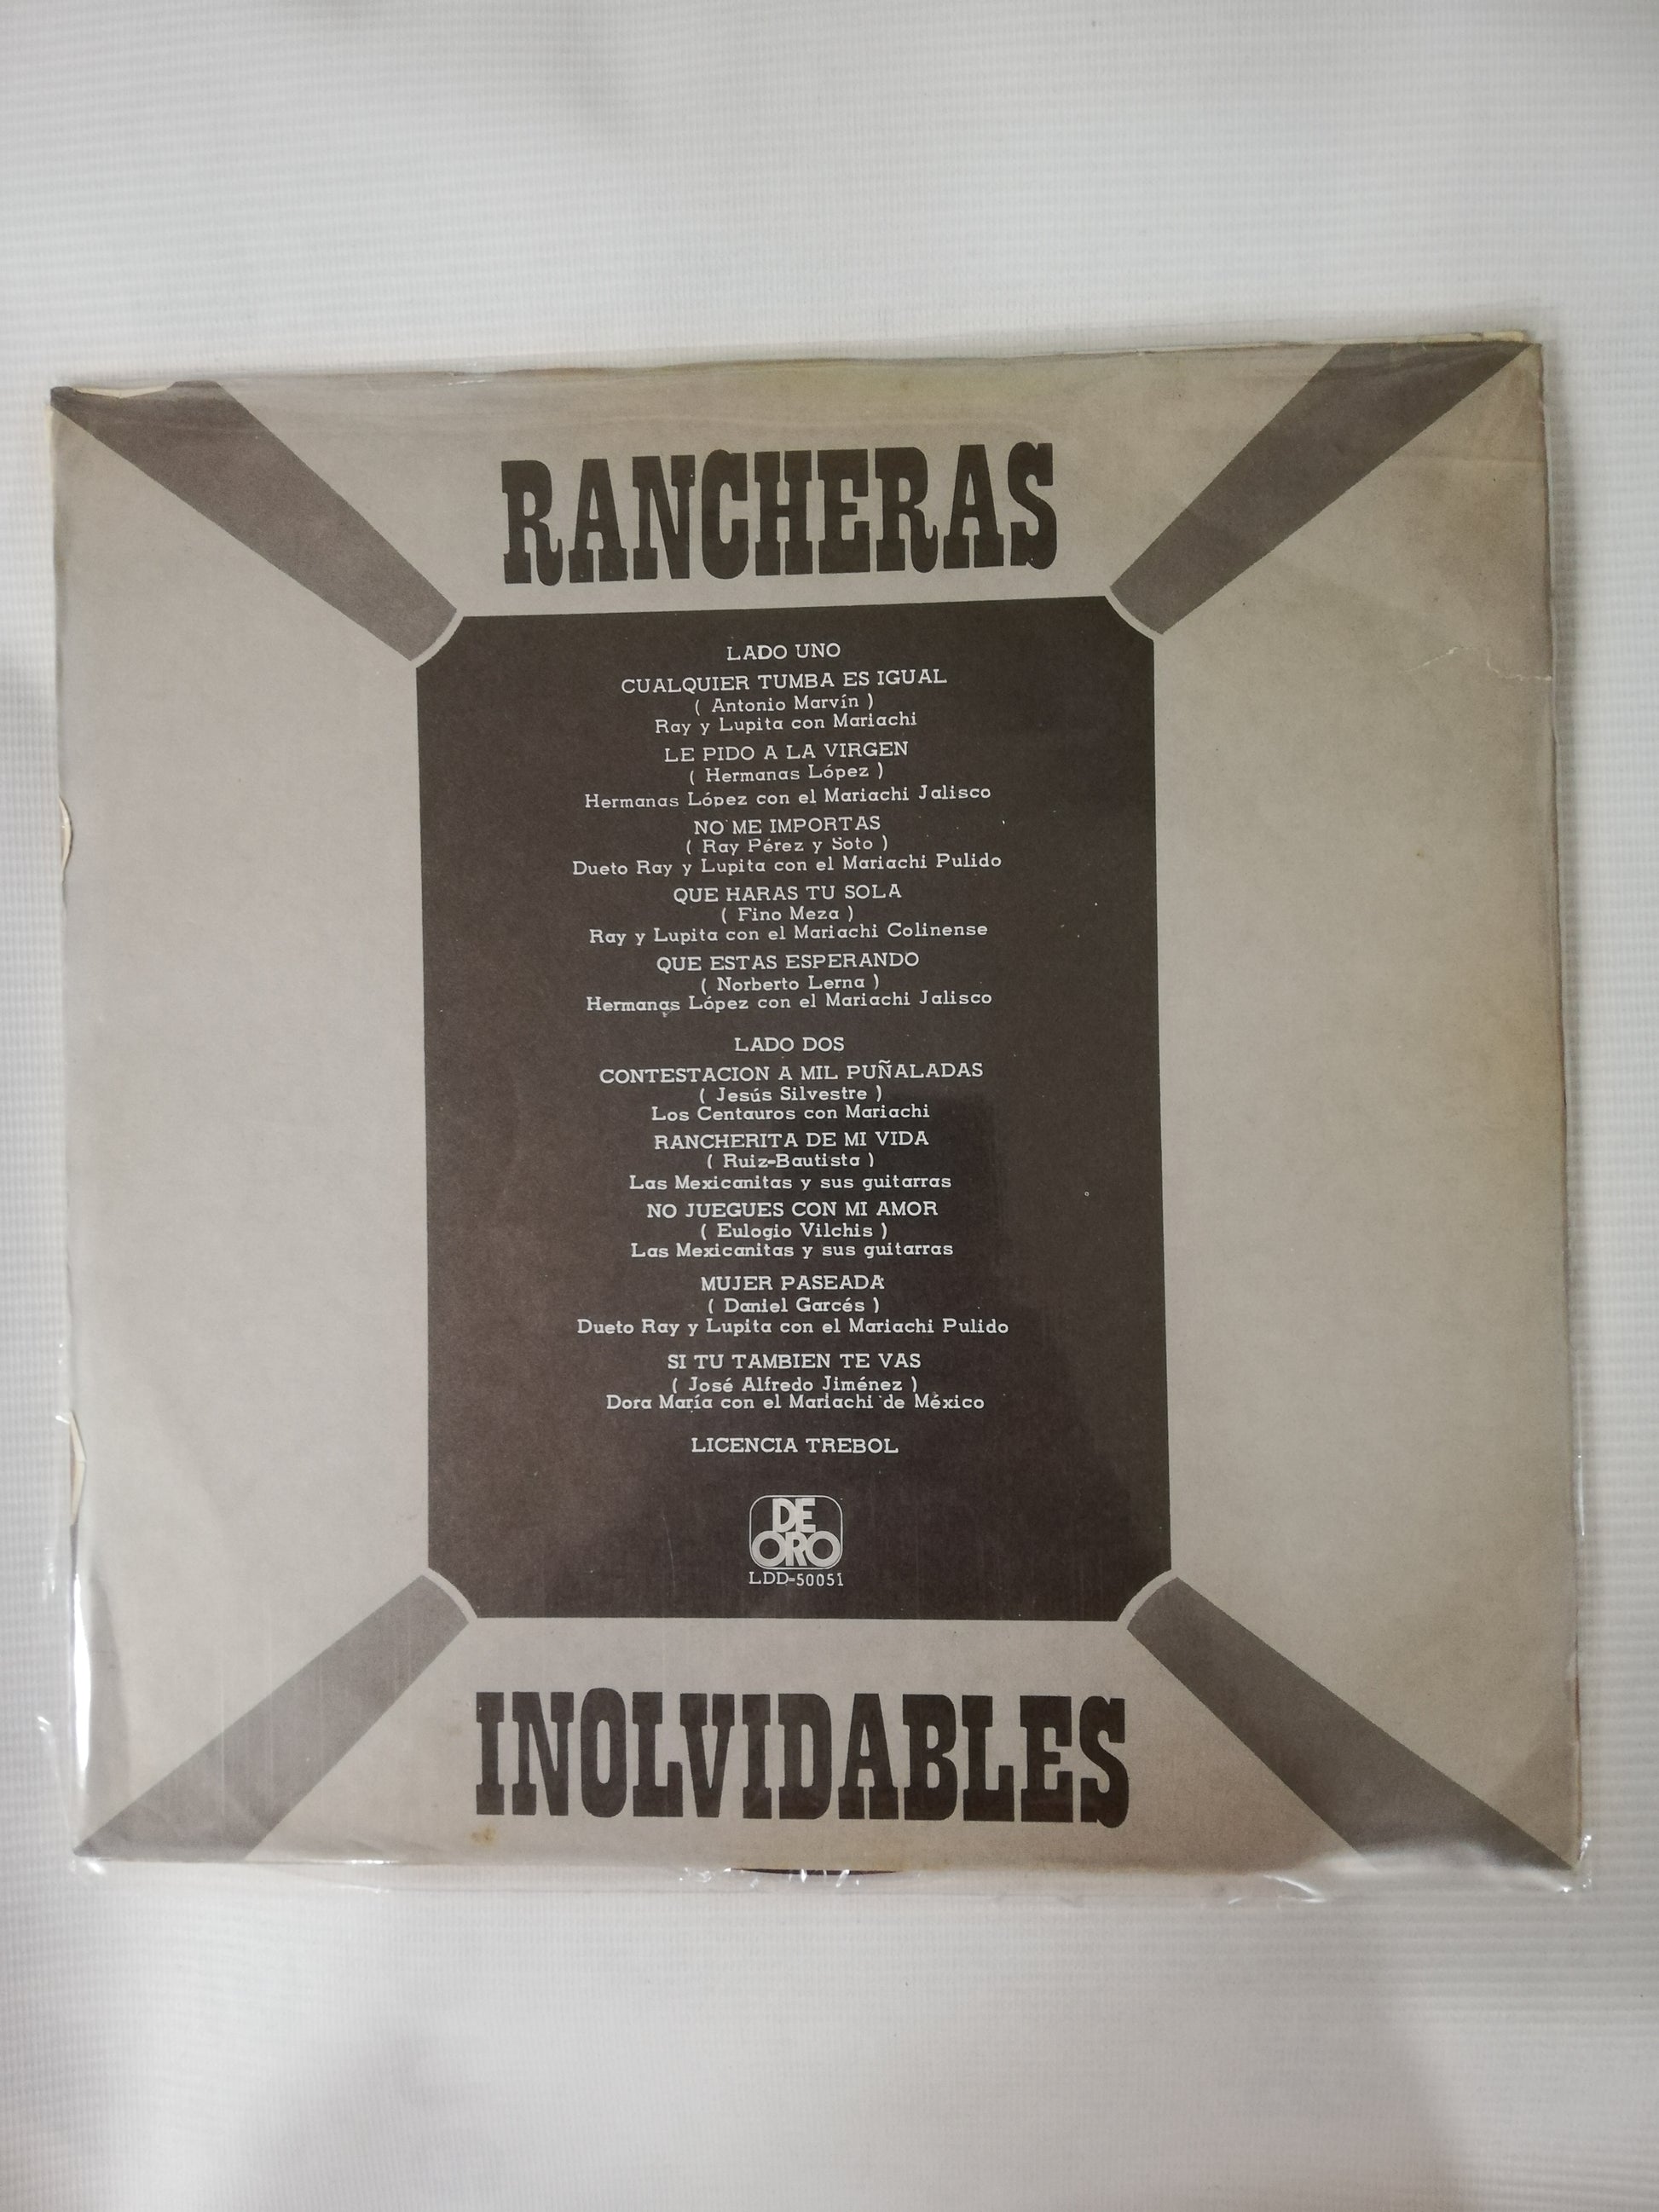 RANCHERAS
LADO UNO
CUALQUIER TUMBA ES IGUAL
( Antonio Marvín )
Ray y Lupita con Mariachi
LE PIDO A LA VIRGEN
( Hermanas López )
Hermanas López con el Mariachi Jalisco
NO ME IMPORTAS
( Ray Pérez y Soto )
Dueto Ray y Lupita con el Mariachi Pulido
QUE HARAS TU SOLA
( Fino Meza )
Ray y Lupita con el Mariachi Colinense
QUE ESTAS ESPERANDO
( Norberto Lerna )
Hermanas López con el Mariachi Jalisco
LADO DOS
CONTESTACION A MIL PUÑALADAS
( Jesús Silvestre )
Los Centauros con Mariachi
RANCHERITA DE MI VIDA
( Ruiz-Bautista )
Las Mexicanitas y sus guitarras
NO JUEGUES CON MI AMOR
( Eulogio Vilchis )
Las Mexicanitas y sus guitarras
MUJER PASEADA
( Daniel Garcés )
Dueto Ray y Lupita con el Mariachi Pulido
SI TU TAMBIEN TE VAS
( José Alfredo Jiménez )
Dora María con el Mariachi de México
LICENCIA TREBOL
DE
ORO
LDD-50051
INOLVIDABLES